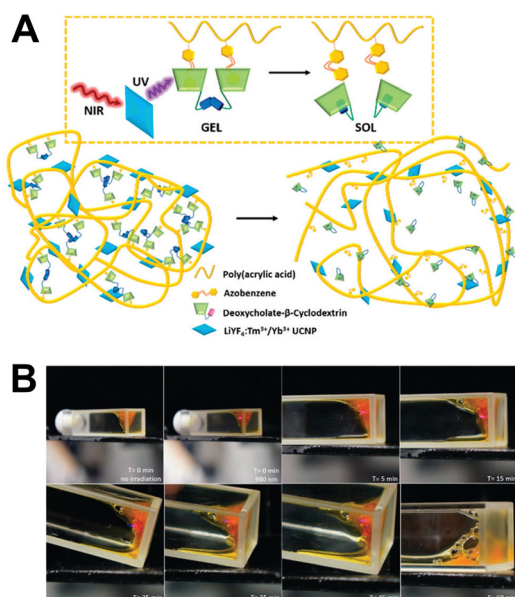 A
NIR
UV
GEL
SOL
Poly(acrylic acid)
Azobenzene
Deoxycholate-β-Cyclodextrin
LiYF₄:Tm³⁺/Yb³⁺ UCNP
B
T= 0 min
no irradiation
T= 0 min
980 nm
T= 5 min
T= 15 min